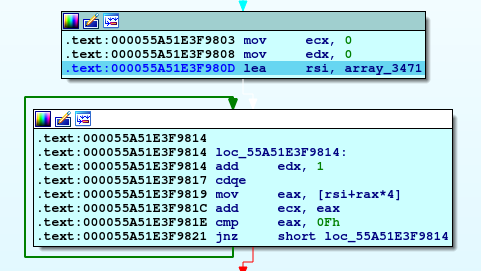 .text:000055A51E3F9803 mov ecx, 0
.text:000055A51E3F9808 mov edx, 0
.text:000055A51E3F980D lea rsi, array_3471
.text:000055A51E3F9814
.text:000055A51E3F9814 loc_55A51E3F9814:
.text:000055A51E3F9814 add edx, 1
.text:000055A51E3F9817 cdqe
.text:000055A51E3F9819 mov eax, [rsi+rax*4]
.text:000055A51E3F981C add ecx, eax
.text:000055A51E3F981E cmp eax, 0Fh
.text:000055A51E3F9821 jnz short loc_55A51E3F9814